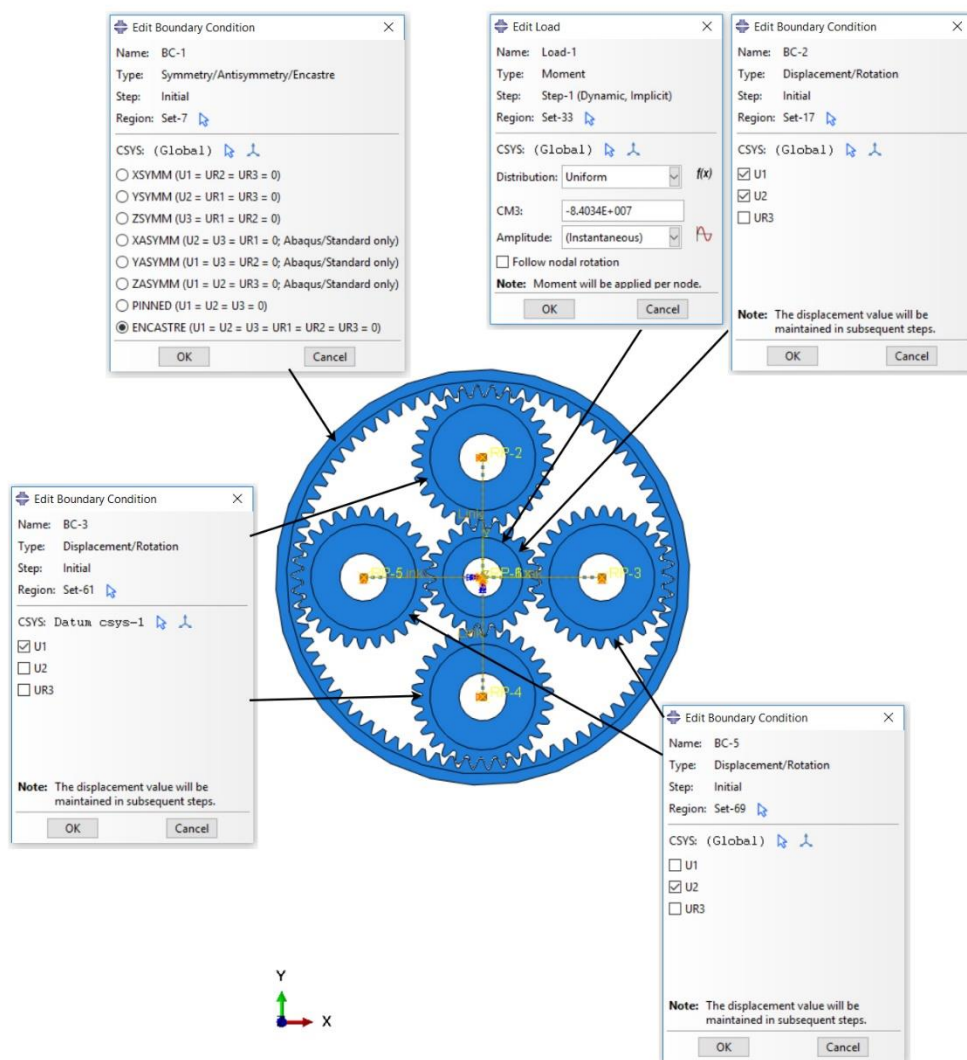 Edit Boundary Condition
Name: BC-1
Type: Symmetry/Antisymmetry/Encastre
Step: Initial
Region: Set-7
CSYS: (Global)
XSYMM (U1 = UR2 = UR3 = 0)
YSYMM (U2 = UR1 = UR3 = 0)
ZSYMM (U3 = UR1 = UR2 = 0)
XASYMM (U2 = U3 = UR1 = 0; Abaqus/Standard only)
YASYMM (U1 = U3 = UR2 = 0; Abaqus/Standard only)
ZASYMM (U1 = U2 = UR3 = 0; Abaqus/Standard only)
PINNED (U1 = U2 = U3 = 0)
ENCASTRE (U1 = U2 = U3 = UR1 = UR2 = UR3 = 0)
OK Cancel
Edit Load
Name: Load-1
Type: Moment
Step: Step-1 (Dynamic, Implicit)
Region: Set-33
CSYS: (Global)
Distribution: Uniform f(x)
CM3: -8.4034E+007
Amplitude: (Instantaneous)
Follow nodal rotation
Note: Moment will be applied per node.
OK Cancel
Edit Boundary Condition
Name: BC-2
Type: Displacement/Rotation
Step: Initial
Region: Set-17
CSYS: (Global)
U1
U2
UR3
Note: The displacement value will be
maintained in subsequent steps.
OK Cancel
RP-2
RP-5
RP-3
RP-4
Edit Boundary Condition
Name: BC-3
Type: Displacement/Rotation
Step: Initial
Region: Set-61
CSYS: Datum csys-1
U1
U2
UR3
Note: The displacement value will be
maintained in subsequent steps.
OK Cancel
Edit Boundary Condition
Name: BC-5
Type: Displacement/Rotation
Step: Initial
Region: Set-69
CSYS: (Global)
U1
U2
UR3
Note: The displacement value will be
maintained in subsequent steps.
OK Cancel
Y
X